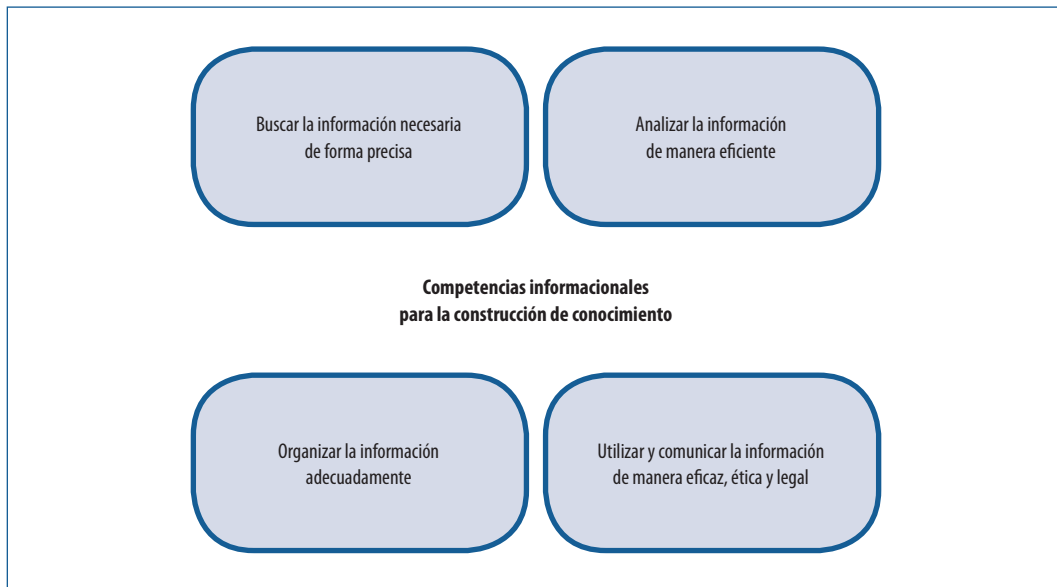 Buscar la información necesaria
de forma precisa
Analizar la información
de manera eficiente
Competencias informacionales
para la construcción de conocimiento
Organizar la información
adecuadamente
Utilizar y comunicar la información
de manera eficaz, ética y legal